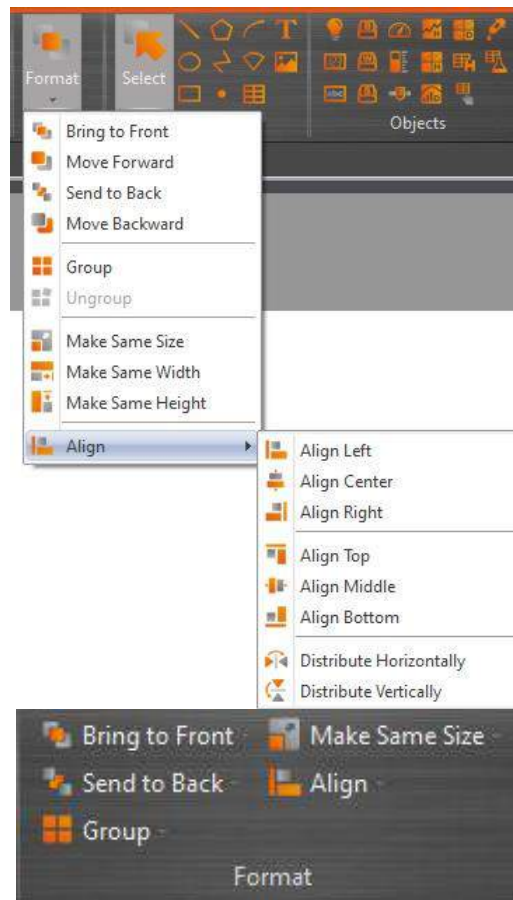 Format
Select
Objects
Bring to Front
Move Forward
Send to Back
Move Backward
Group
Ungroup
Make Same Size
Make Same Width
Make Same Height
Align
Align Left
Align Center
Align Right
Align Top
Align Middle
Align Bottom
Distribute Horizontally
Distribute Vertically
Bring to Front
Make Same Size
Send to Back
Align
Group
Format